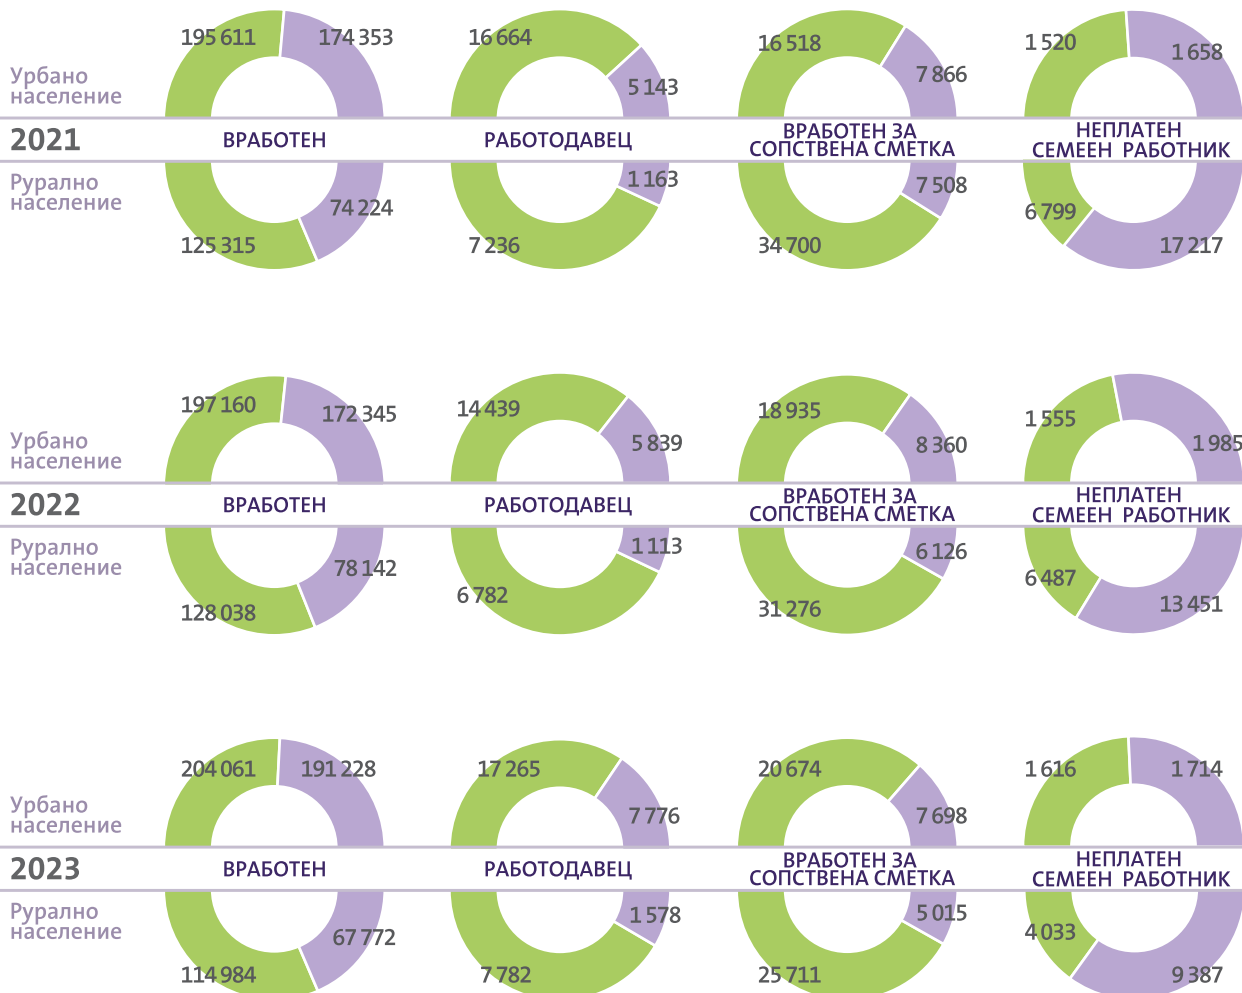 195 611
174 353
16 664
5 143
16 518
7 866
1 520
1 658
Урбано
население
2021
ВРАБОТЕН
РАБОТОДАВЕЦ
ВРАБОТЕН ЗА
СОПСТВЕНА СМЕТКА
НЕПЛАТЕН
СЕМЕЕН РАБОТНИК
Рурално
население
125 315
74 224
7 236
1 163
34 700
7 508
6 799
17 217
197 160
172 345
14 439
5 839
18 935
8 360
1 555
1 985
Урбано
население
2022
ВРАБОТЕН
РАБОТОДАВЕЦ
ВРАБОТЕН ЗА
СОПСТВЕНА СМЕТКА
НЕПЛАТЕН
СЕМЕЕН РАБОТНИК
Рурално
население
128 038
78 142
6 782
1 113
31 276
6 126
6 487
13 451
204 061
191 228
17 265
7 776
20 674
7 698
1 616
1 714
Урбано
население
2023
ВРАБОТЕН
РАБОТОДАВЕЦ
ВРАБОТЕН ЗА
СОПСТВЕНА СМЕТКА
НЕПЛАТЕН
СЕМЕЕН РАБОТНИК
Рурално
население
114 984
67 772
7 782
1 578
25 711
5 015
4 033
9 387